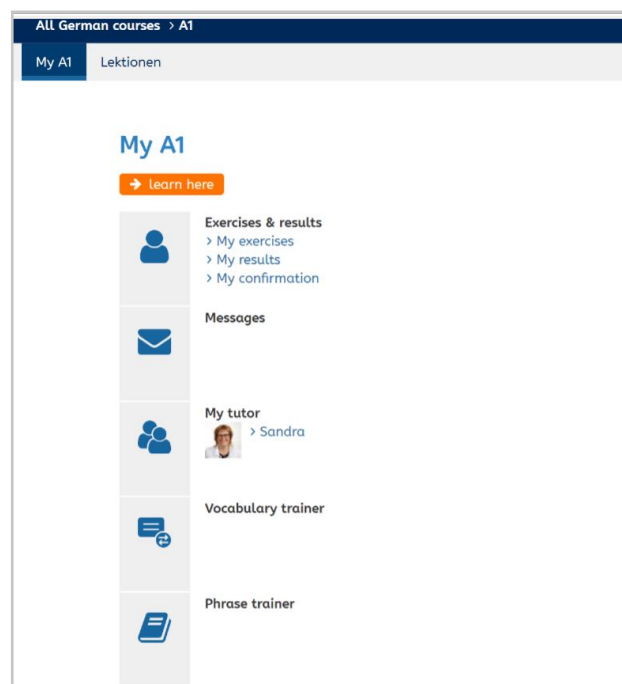 All German courses > A1
My A1 Lektionen
My A1
→ learn here
Exercises & results
> My exercises
> My results
> My confirmation
Messages
My tutor
> Sandra
Vocabulary trainer
Phrase trainer